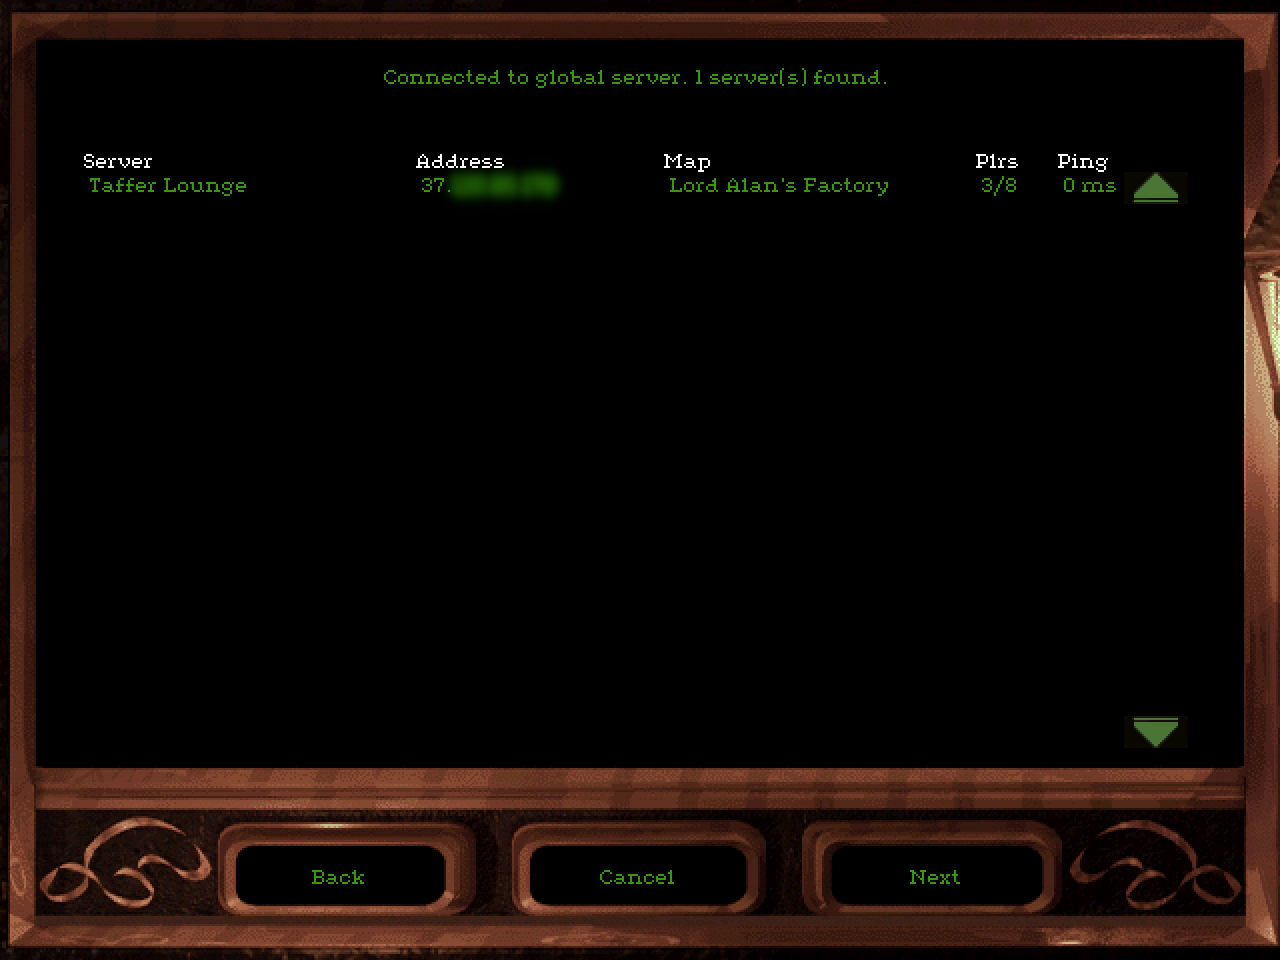 Connected to global server. 1 server(s) found.
Server Address Map Plrs Ping
Taffer Lounge 37. Lord Alan's Factory 3/8 0 ms
Back Cancel Next